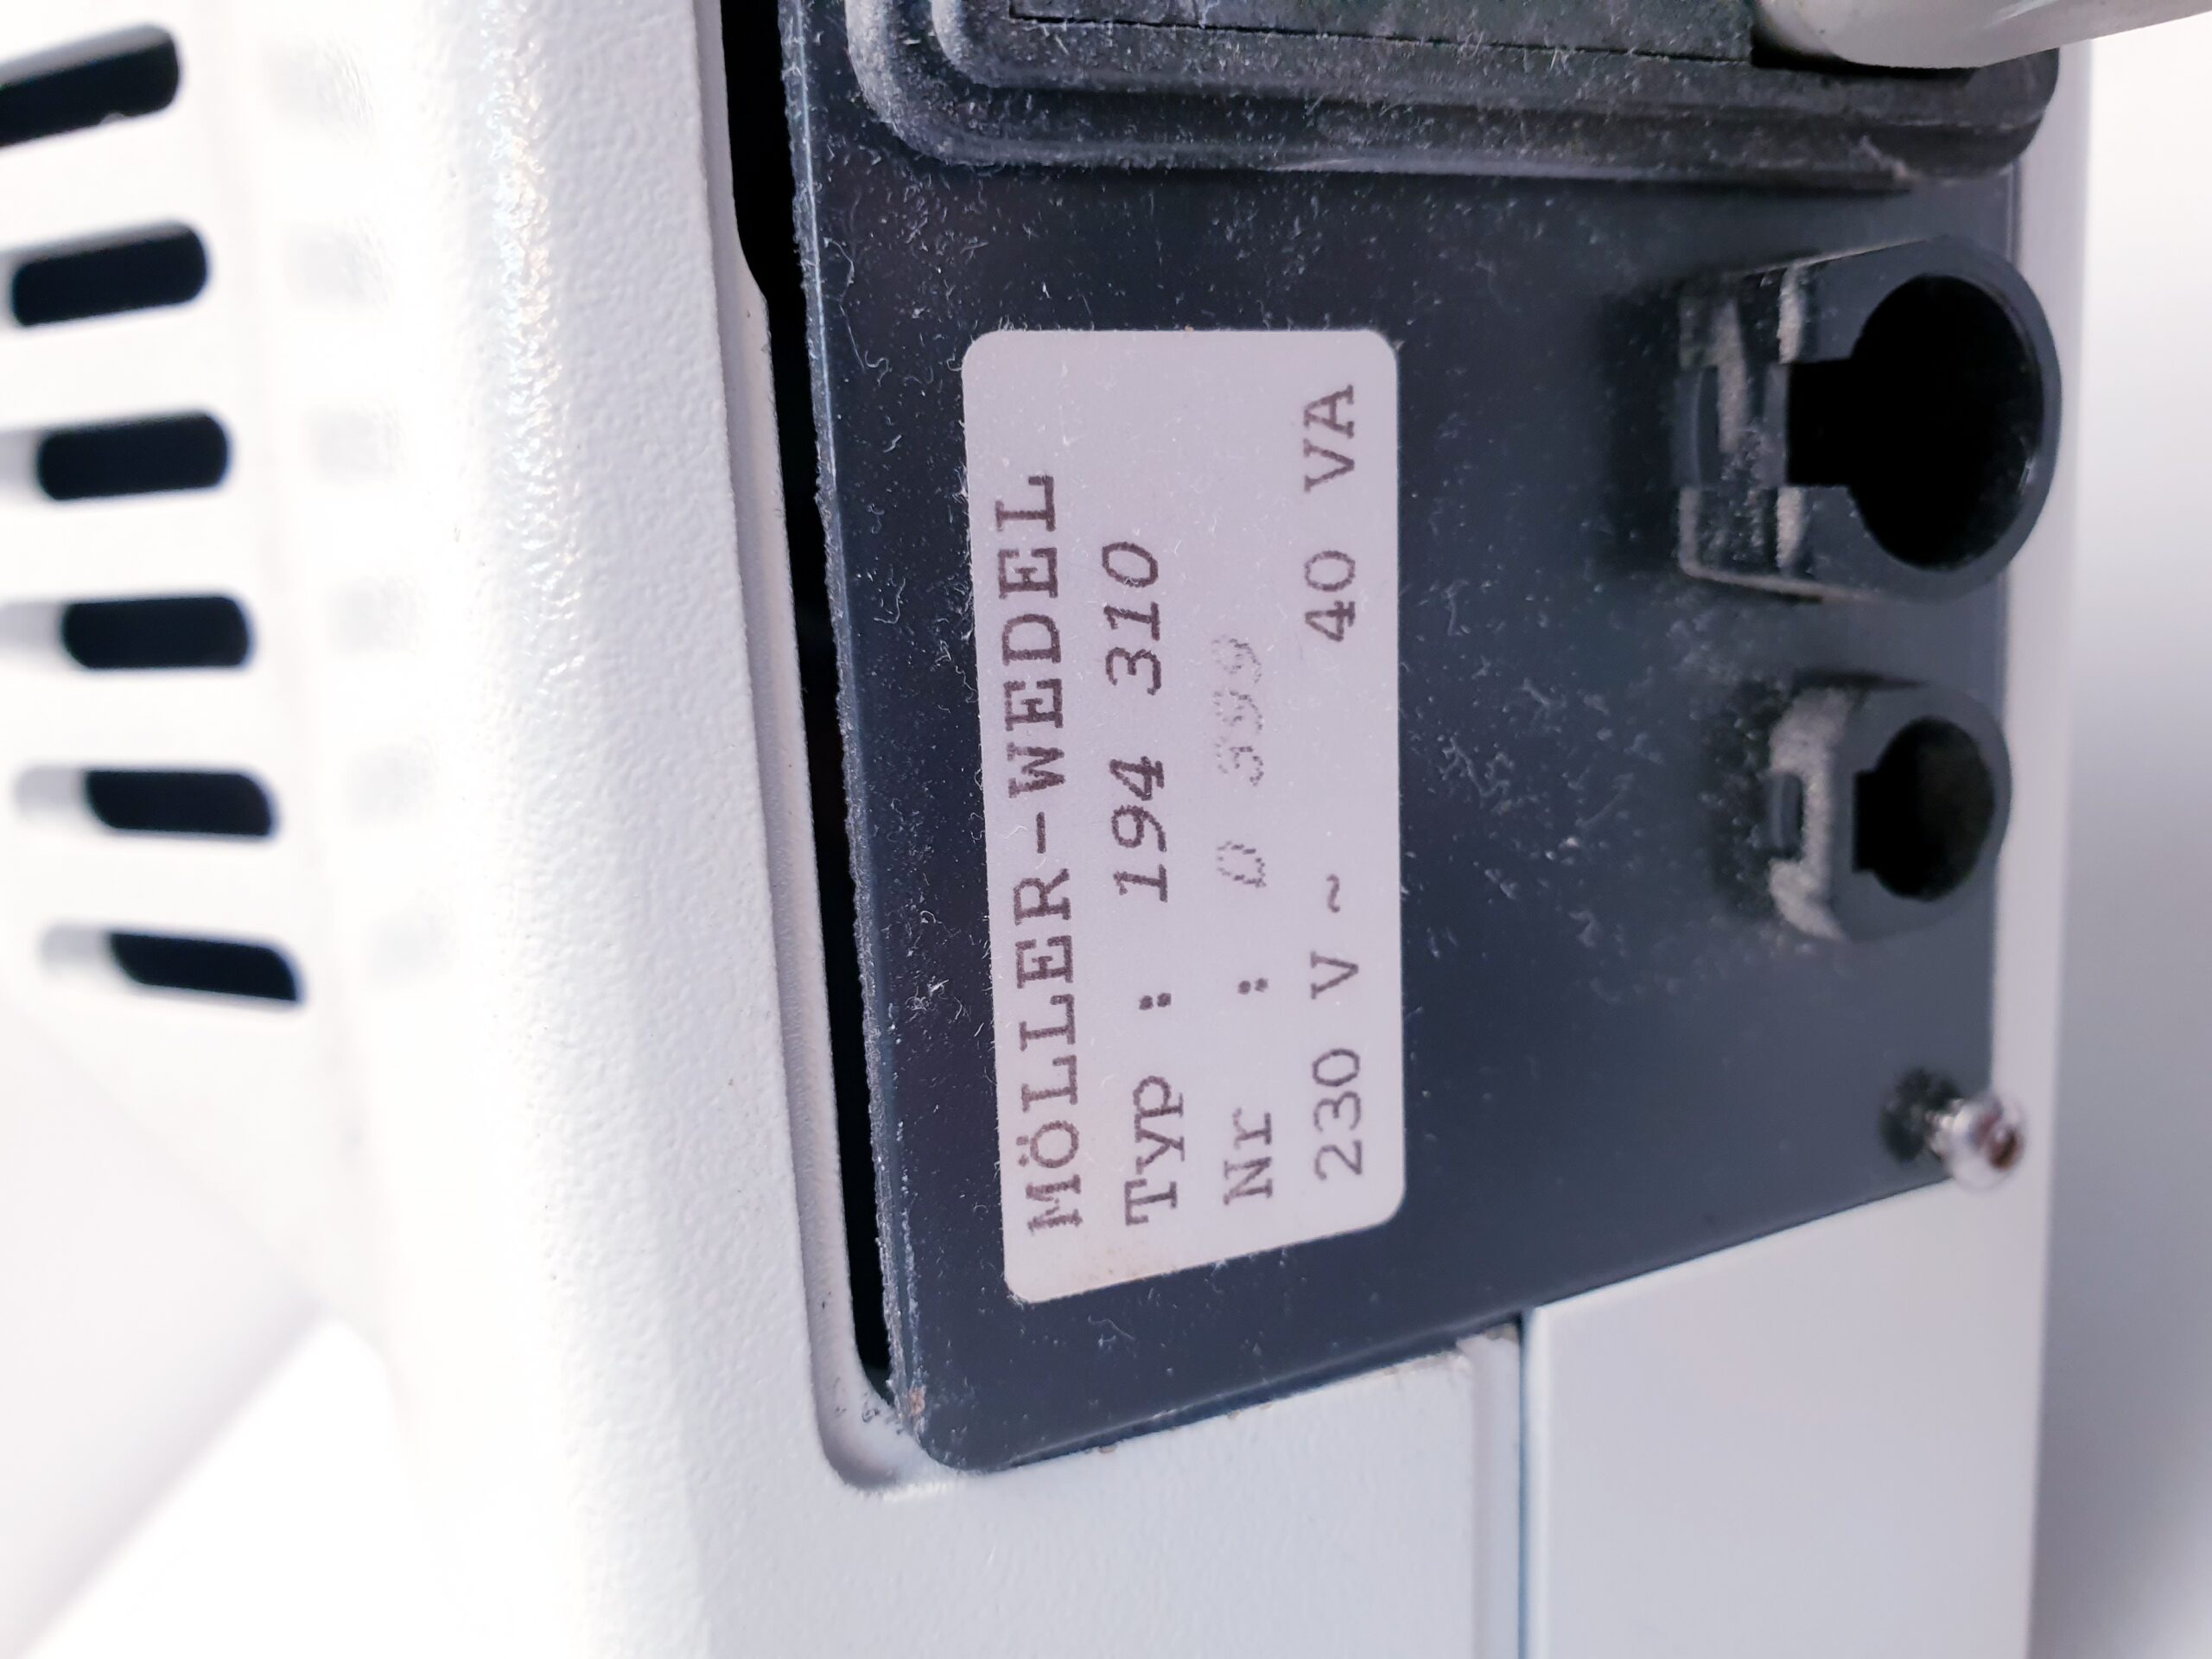 MÖLLER-WEDEL
Typ : 194 310
Nr :
230 V ~ 40 VA